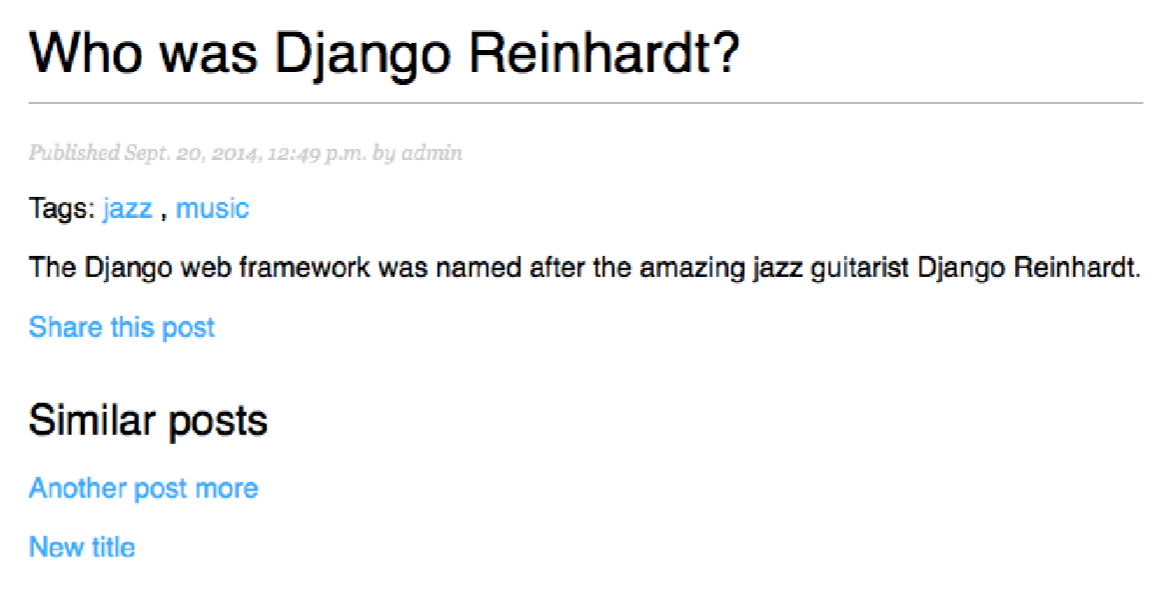 Who was Django Reinhardt?
Published Sept. 20, 2014, 12:49 p.m. by admin
Tags: jazz , music
The Django web framework was named after the amazing jazz guitarist Django Reinhardt.
Share this post
Similar posts
Another post more
New title